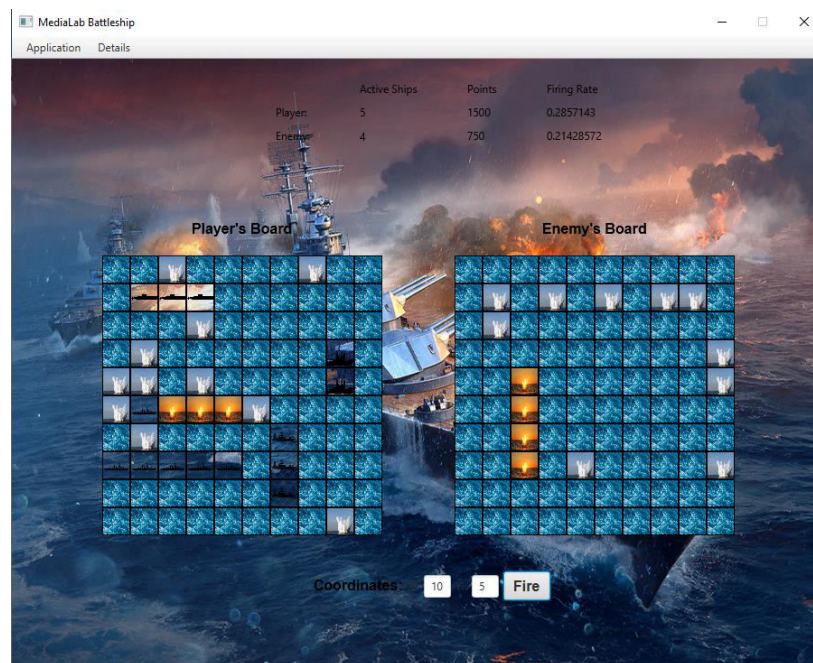 MediaLab Battleship
Application Details
Active Ships Points Firing Rate
Player: 5 1500 0.2857143
Enemy: 4 750 0.21428572
Player's Board Enemy's Board
Coordinates: 10 5 Fire